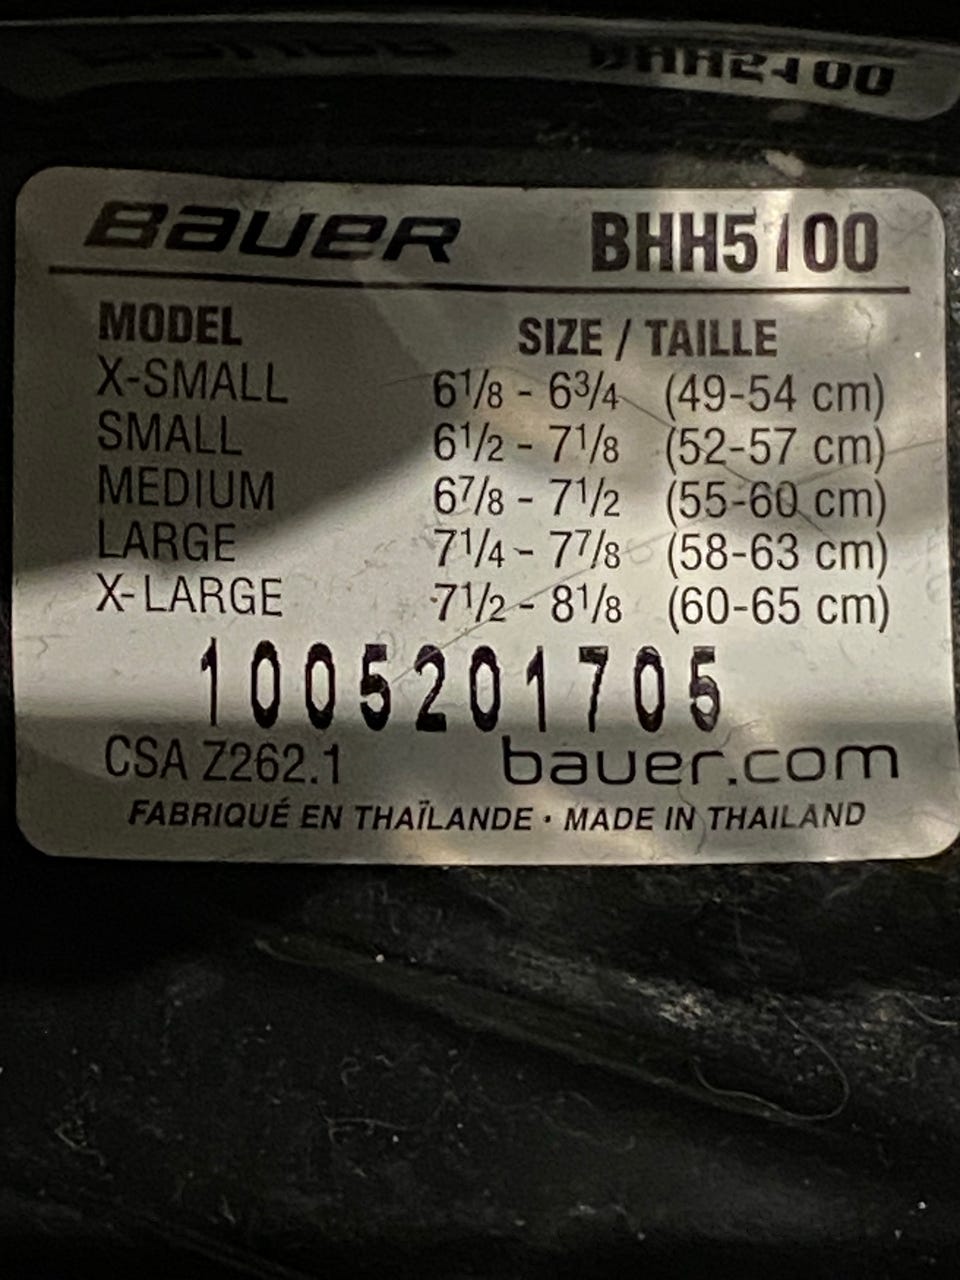 BAUER BHH5100
MODEL SIZE / TAILLE
X-SMALL 6 1/8 - 6 3/4 (49-54 cm)
SMALL 6 1/2 - 7 1/8 (52-57 cm)
MEDIUM 6 7/8 - 7 1/2 (55-60 cm)
LARGE 7 1/4 - 7 7/8 (58-63 cm)
X-LARGE 7 1/2 - 8 1/8 (60-65 cm)
1005201705
CSA Z262.1 bauer.com
FABRIQUÉ EN THAÏLANDE · MADE IN THAILAND